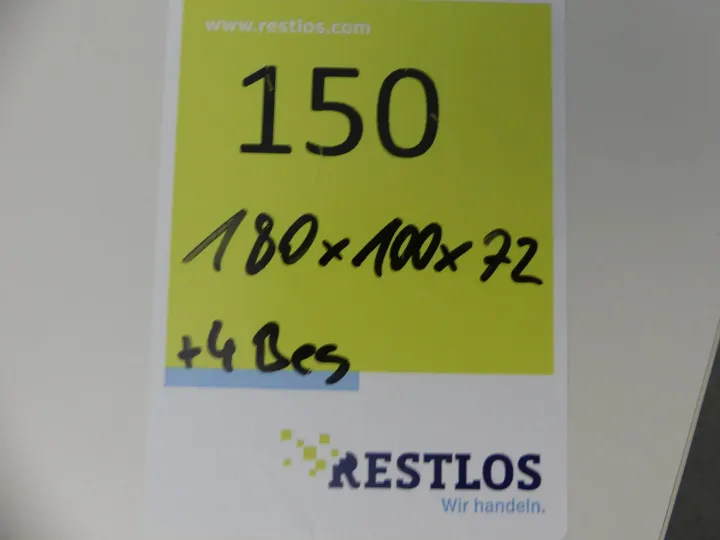 www.restlos.com
150
180x100x72
+4 Bes
RESTLOS
Wir handeln.